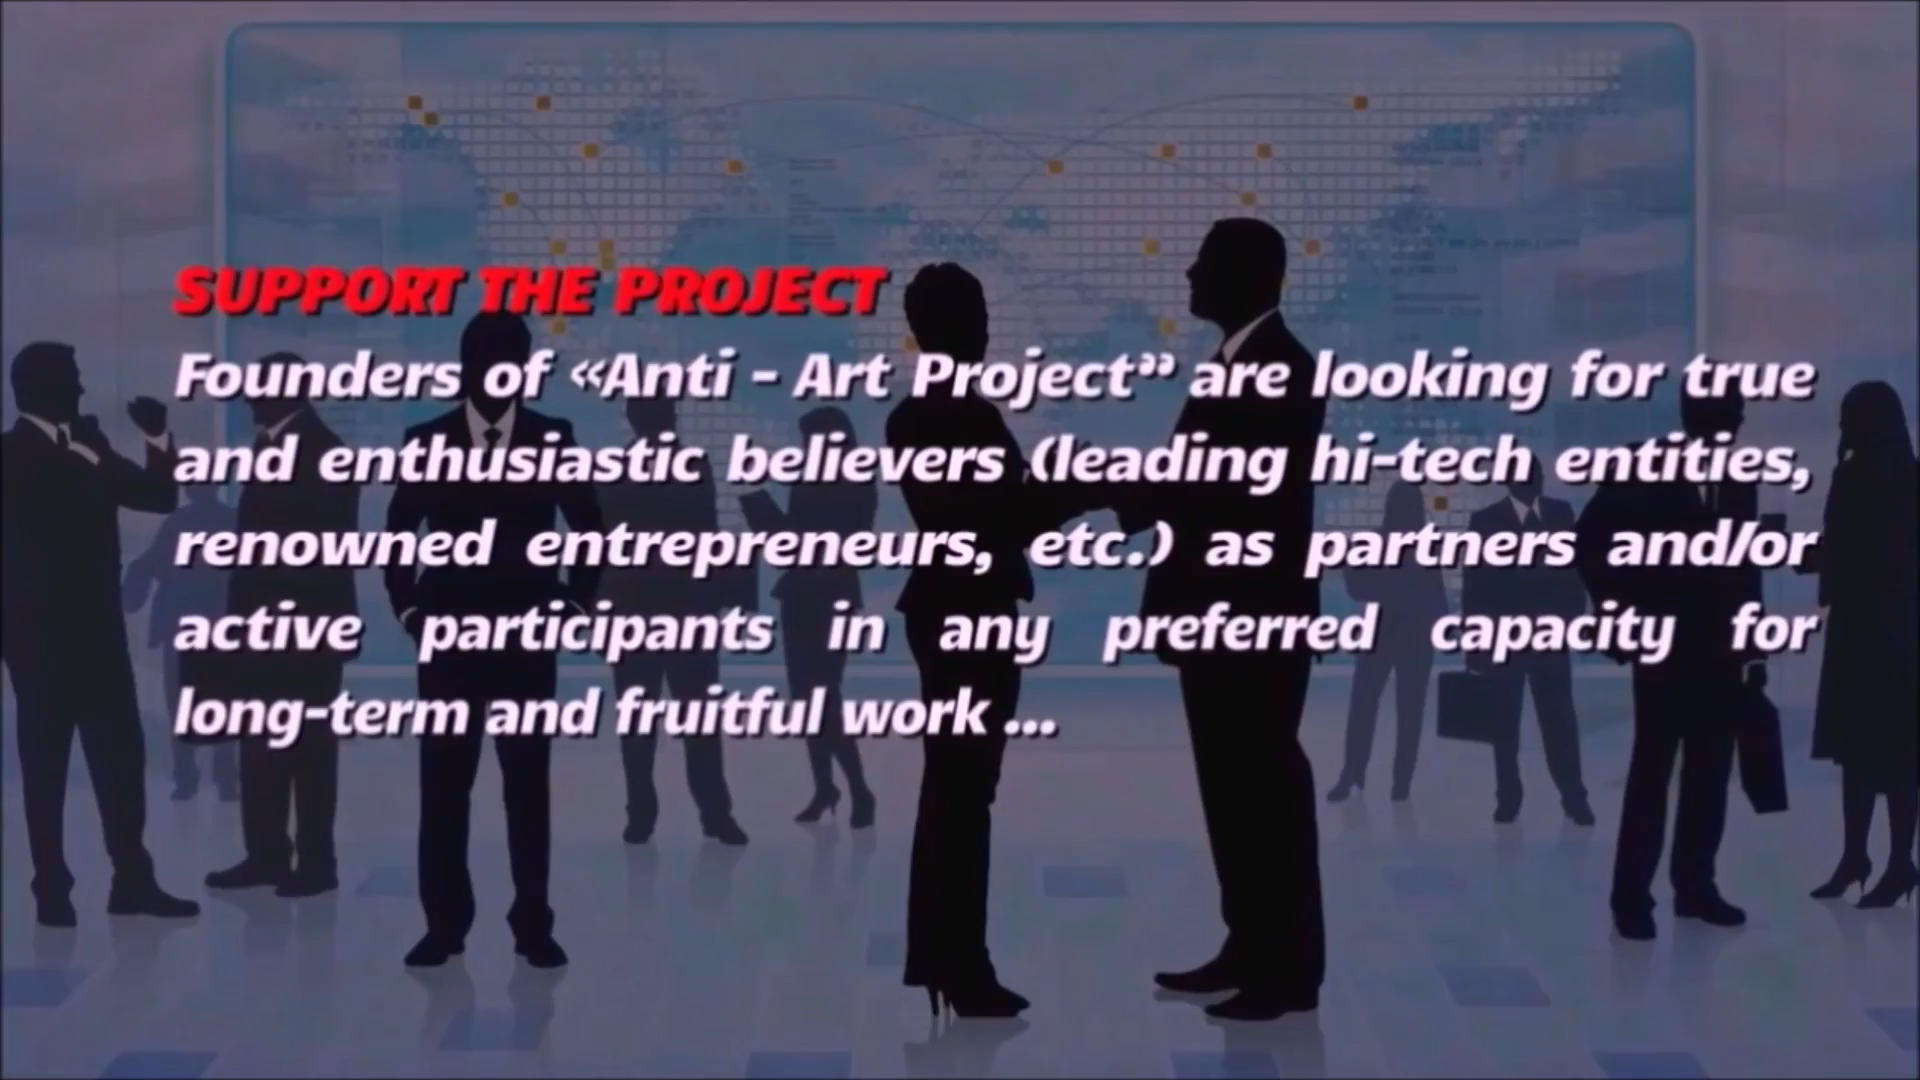 SUPPORT THE PROJECT
Founders of «Anti - Art Project” are looking for true
and enthusiastic believers (leading hi-tech entities,
renowned entrepreneurs, etc.) as partners and/or
active participants in any preferred capacity for
long-term and fruitful work ...